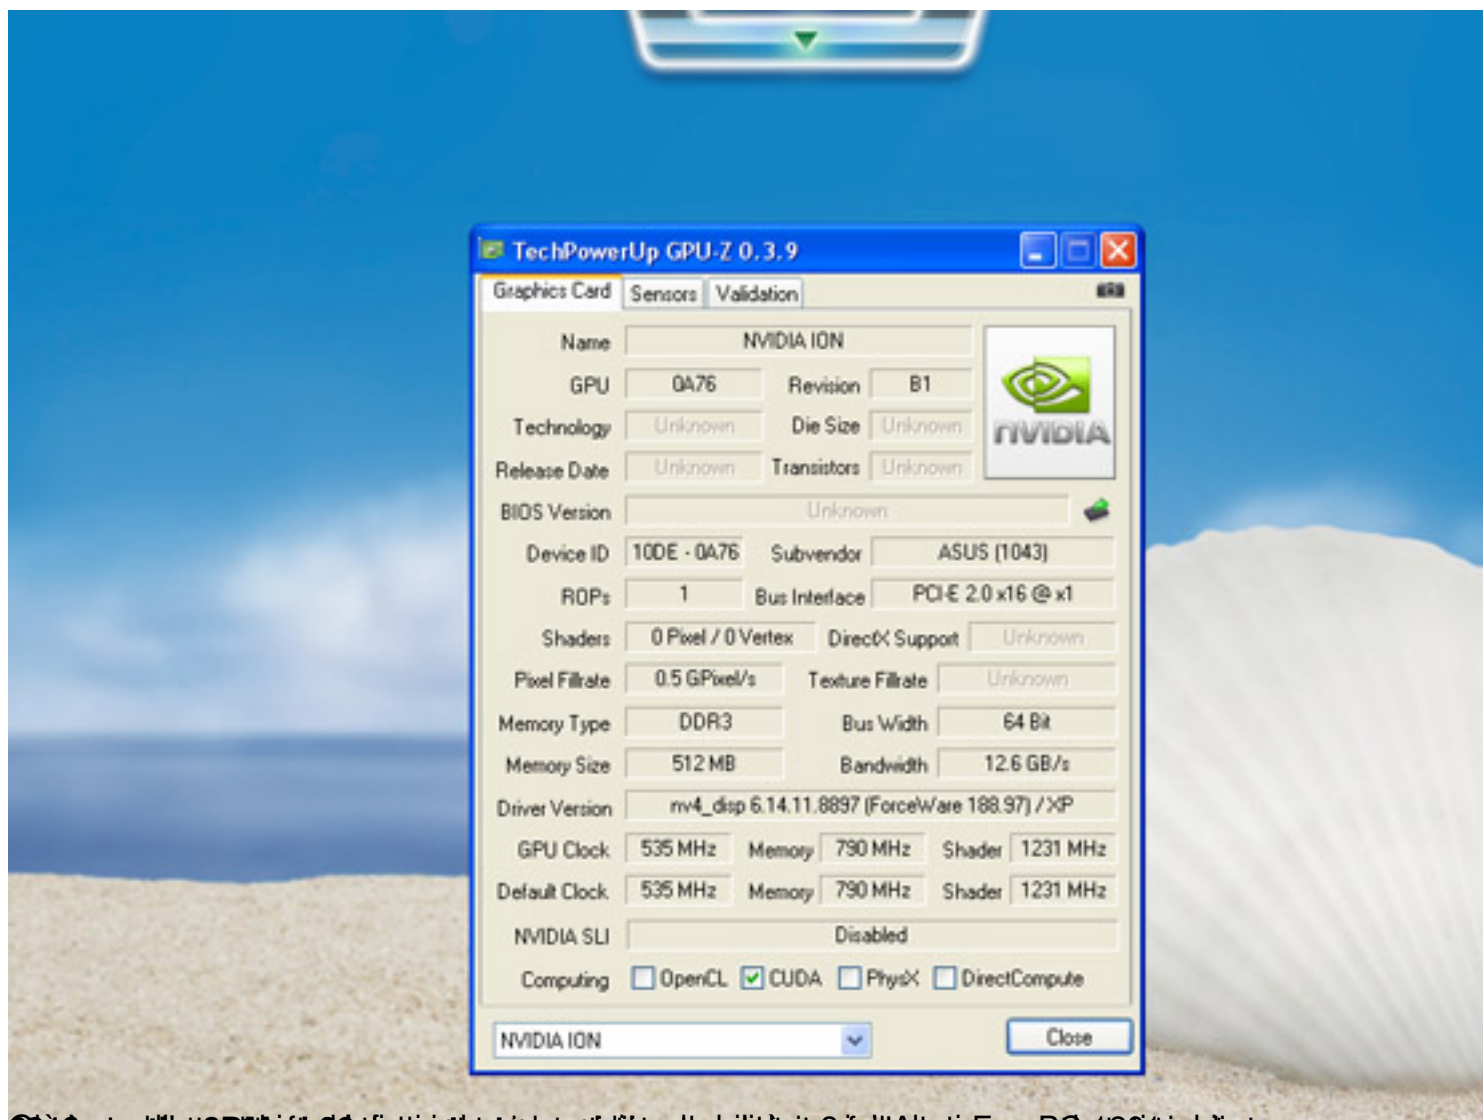 TechPowerUp GPU-Z 0.3.9
Graphics Card Sensors Validation
Name NVIDIA ION
GPU 0A76 Revision B1
Technology Unknown Die Size Unknown
nVIDIA
Release Date Unknown Transistors Unknown
BIOS Version Unknown
Device ID 10DE - 0A76 Subvendor ASUS (1043)
ROPs 1 Bus Interface PCI-E 2.0 x16 @ x1
Shaders 0 Pixel / 0 Vertex DirectX Support Unknown
Pixel Fillrate 0.5 GPixel/s Texture Fillrate Unknown
Memory Type DDR3 Bus Width 64 Bit
Memory Size 512 MB Bandwidth 12.6 GB/s
Driver Version nv4_disp 6.14.11.8897 (ForceWare 188.97) / XP
GPU Clock 535 MHz Memory 790 MHz Shader 1231 MHz
Default Clock 535 MHz Memory 790 MHz Shader 1231 MHz
NVIDIA SLI Disabled
Computing OpenCL CUDA PhysX DirectCompute
NVIDIA ION Close